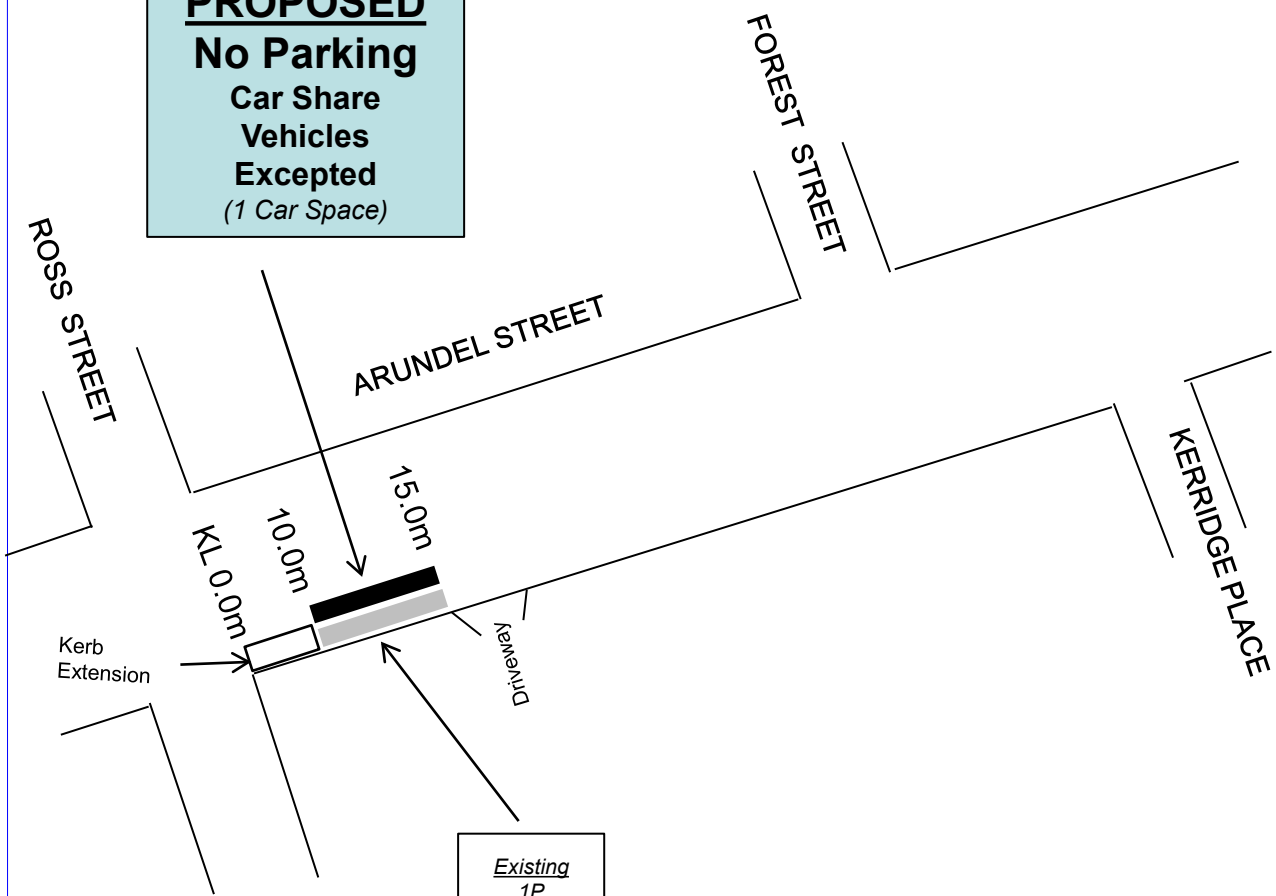 PROPOSED
No Parking
Car Share
Vehicles
Excepted
(1 Car Space)
FOREST STREET
ROSS STREET
ARUNDEL STREET
15.0m
10.0m
KL 0.0m
KERRIDGE PLACE
Kerb
Extension
Driveway
Existing
1P